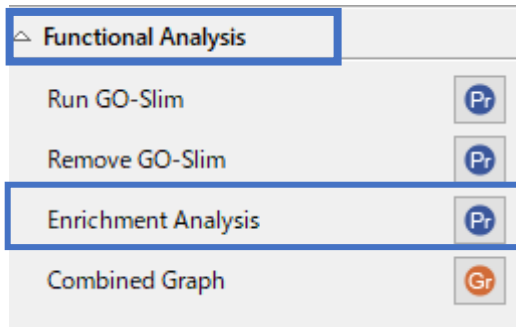 Functional Analysis
Run GO-Slim Pr
Remove GO-Slim Pr
Enrichment Analysis Pr
Combined Graph Gr